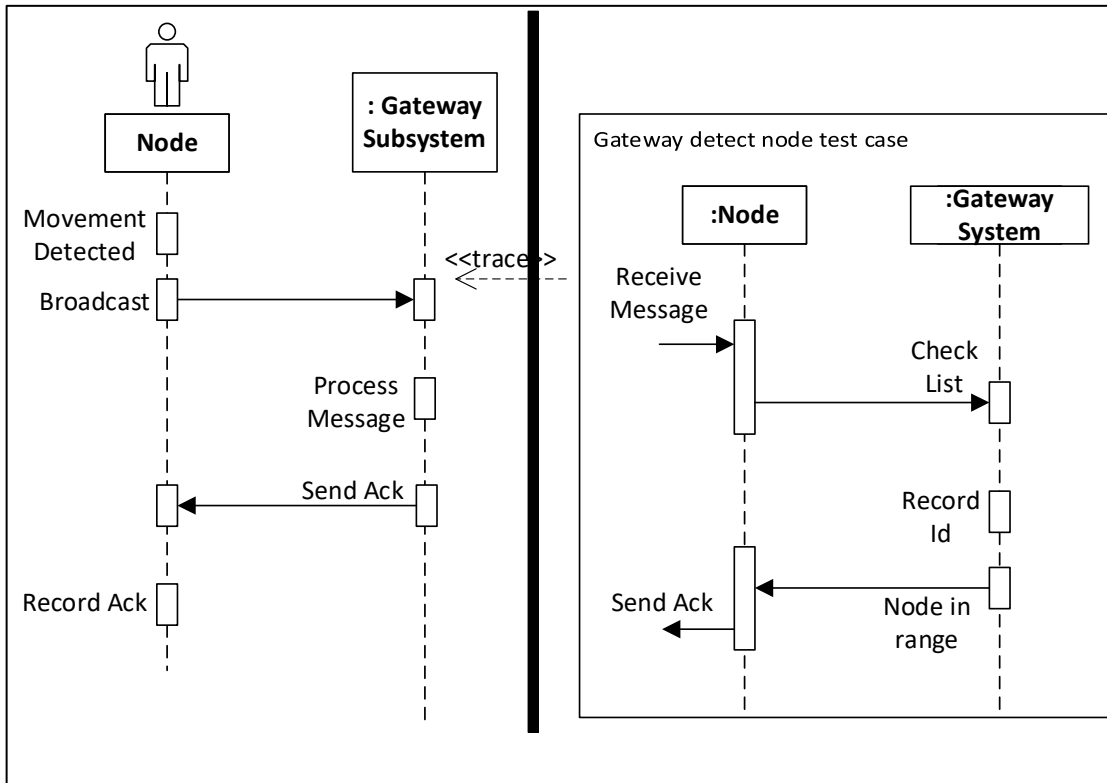 Node
: Gateway
Subsystem
Movement
Detected
Broadcast
Process
Message
Send Ack
Record Ack
<<trace>>
Gateway detect node test case
:Node
:Gateway
System
Receive
Message
Check
List
Record
Id
Node in
range
Send Ack